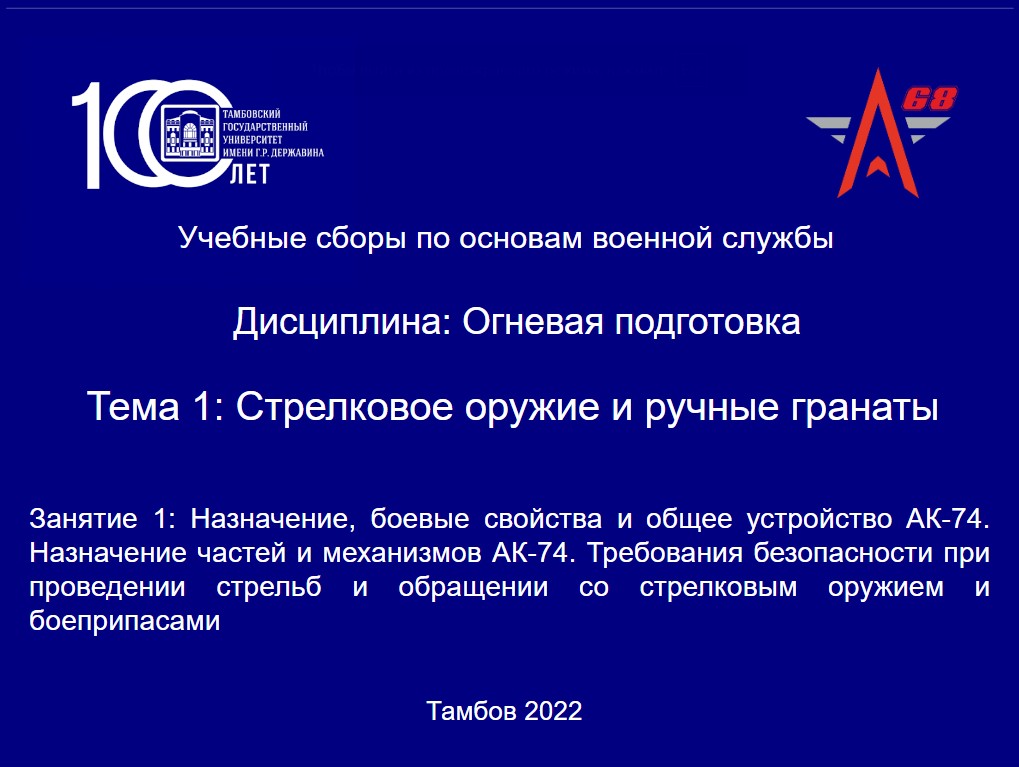 100
ТАМБОВСКИЙ
ГОСУДАРСТВЕННЫЙ
УНИВЕРСИТЕТ
ИМЕНИ Г.Р. ДЕРЖАВИНА
ЛЕТ
А 68
Учебные сборы по основам военной службы
Дисциплина: Огневая подготовка
Тема 1: Стрелковое оружие и ручные гранаты
Занятие 1: Назначение, боевые свойства и общее устройство АК-74.
Назначение частей и механизмов АК-74. Требования безопасности при
проведении стрельб и обращении со стрелковым оружием и
боеприпасами
Тамбов 2022